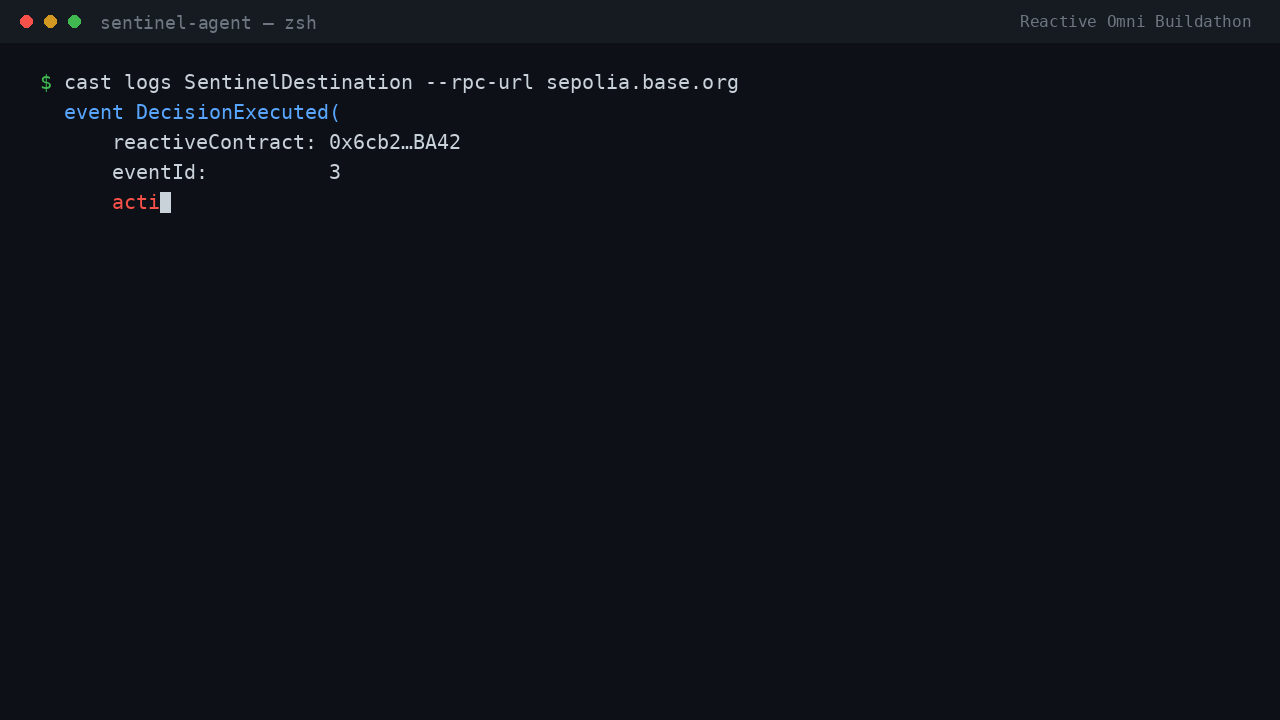 sentinel-agent — zsh
Reactive Omni Buildathon
$ cast logs SentinelDestination --rpc-url sepolia.base.org
event DecisionExecuted(
reactiveContract: 0x6cb2…BA42
eventId: 3
acti